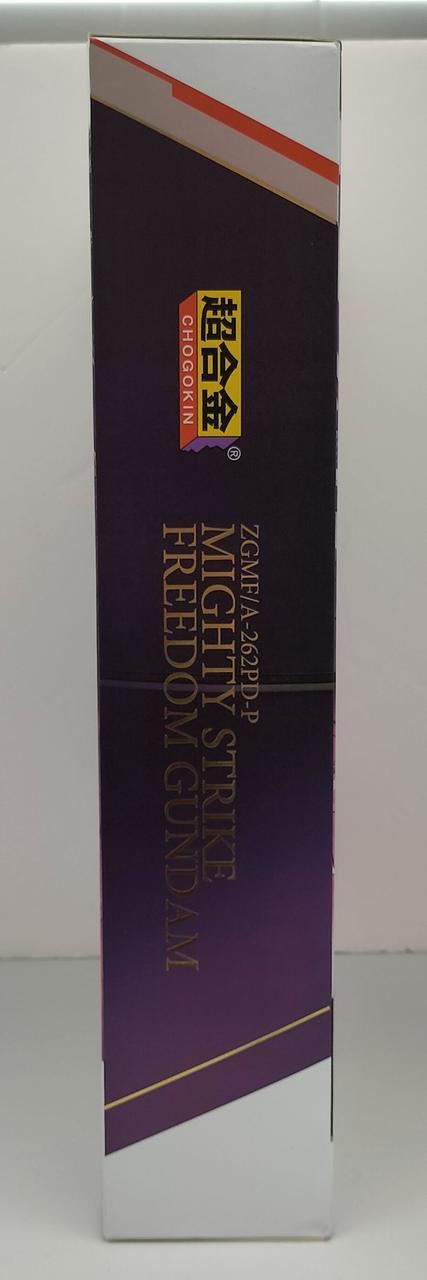 超合金
CHOGOKIN
®
ZGMF/A-262PD-P
MIGHTY STRIKE
FREEDOM GUNDAM